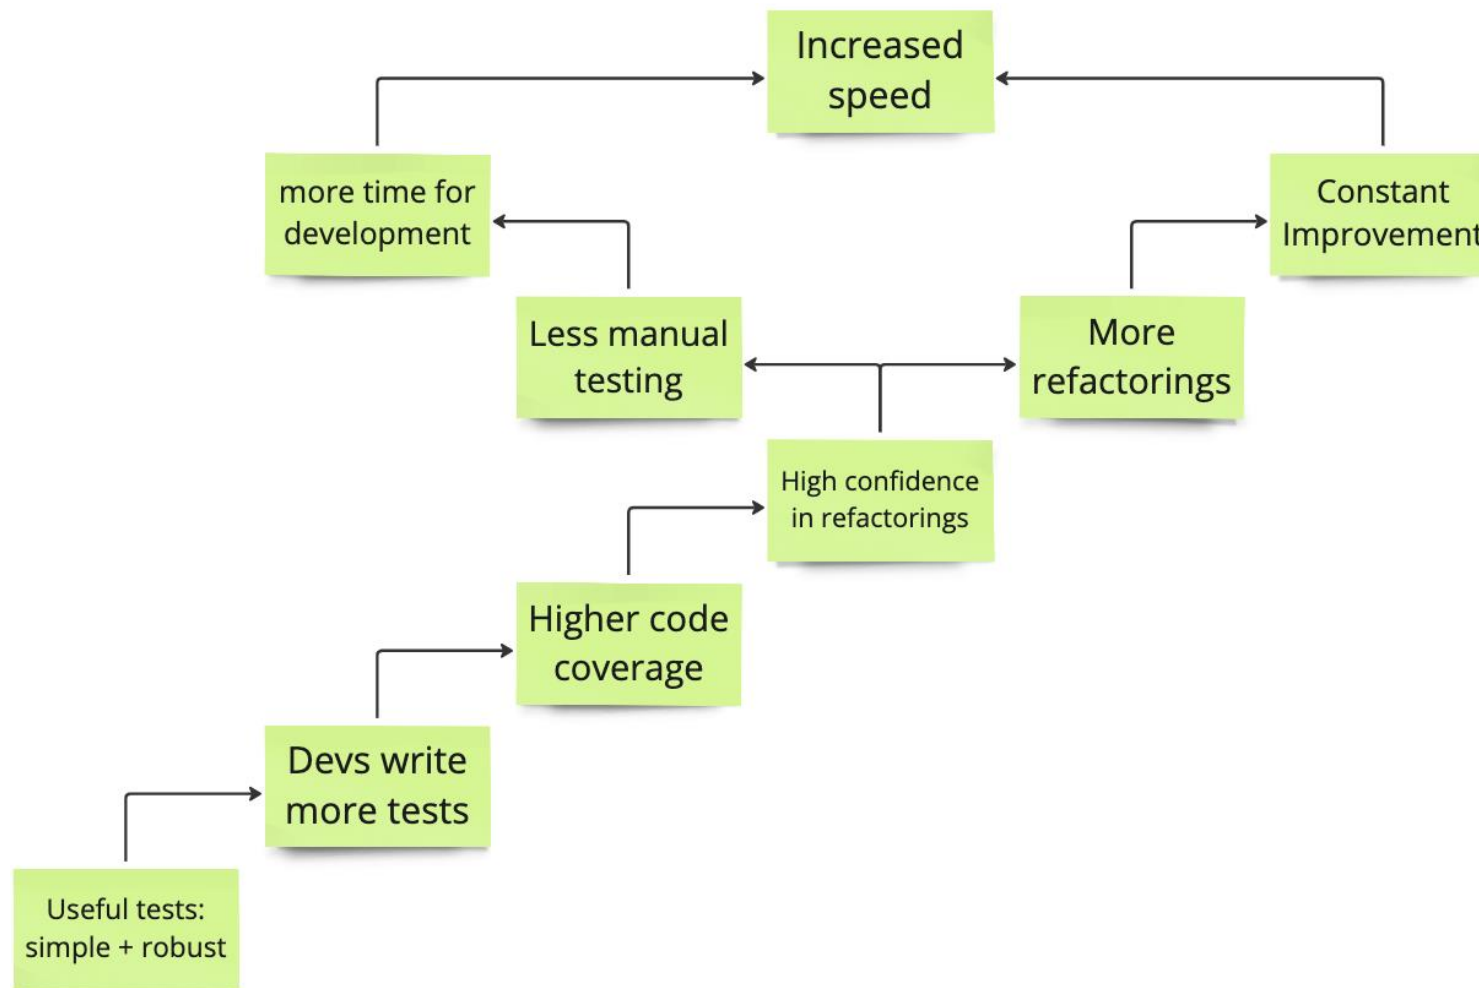 Increased
speed
more time for
development
Constant
Improvement
Less manual
testing
More
refactorings
High confidence
in refactorings
Higher code
coverage
Devs write
more tests
Useful tests:
simple + robust